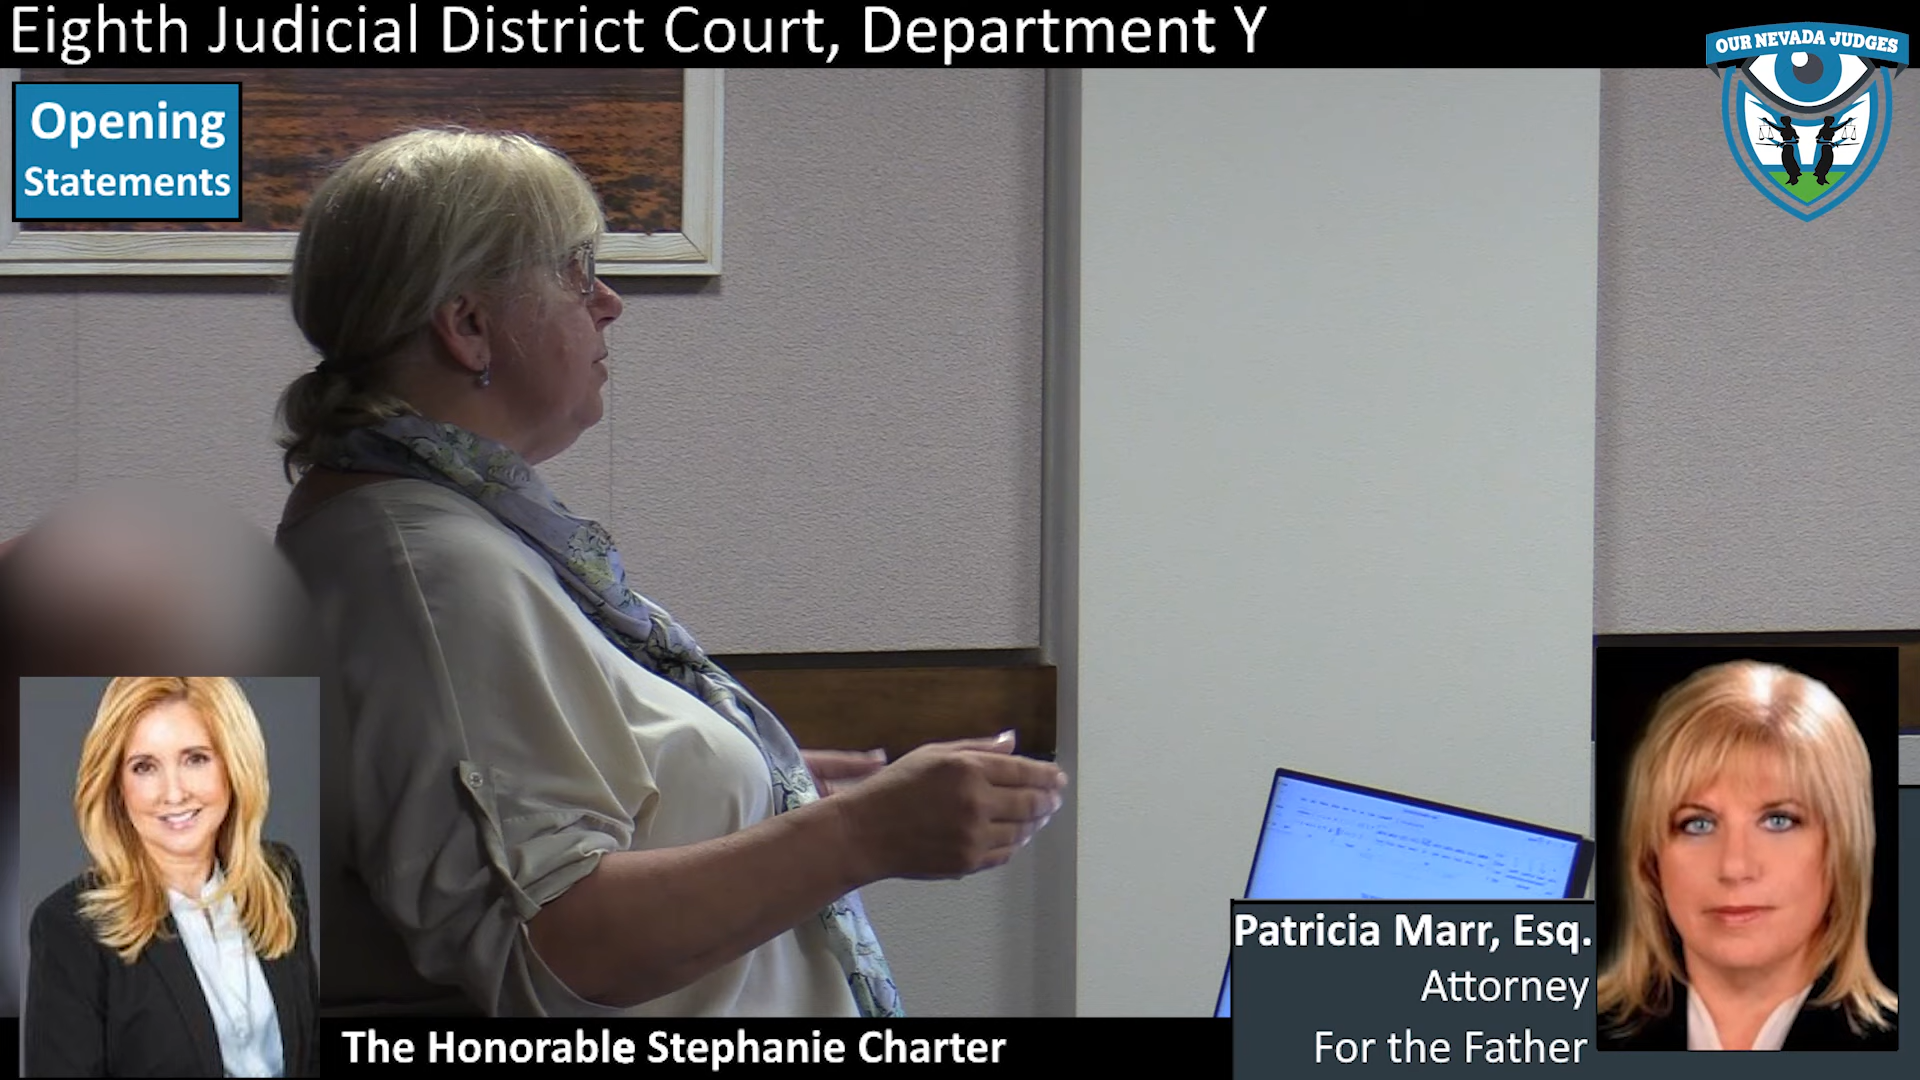 Eighth Judicial District Court, Department Y
OUR NEVADA JUDGES
Opening
Statements
Patricia Marr, Esq.
Attorney
For the Father
The Honorable Stephanie Charter